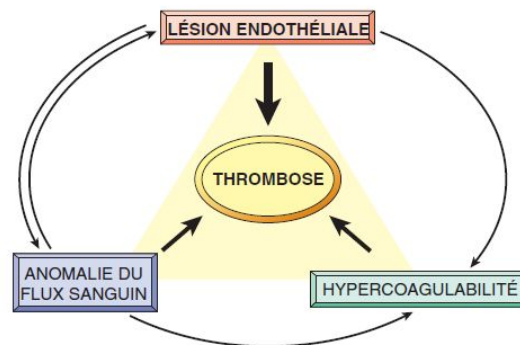 LÉSION ENDOTHÉLIALE
THROMBOSE
ANOMALIE DU
FLUX SANGUIN
HYPERCOAGULABILITÉ